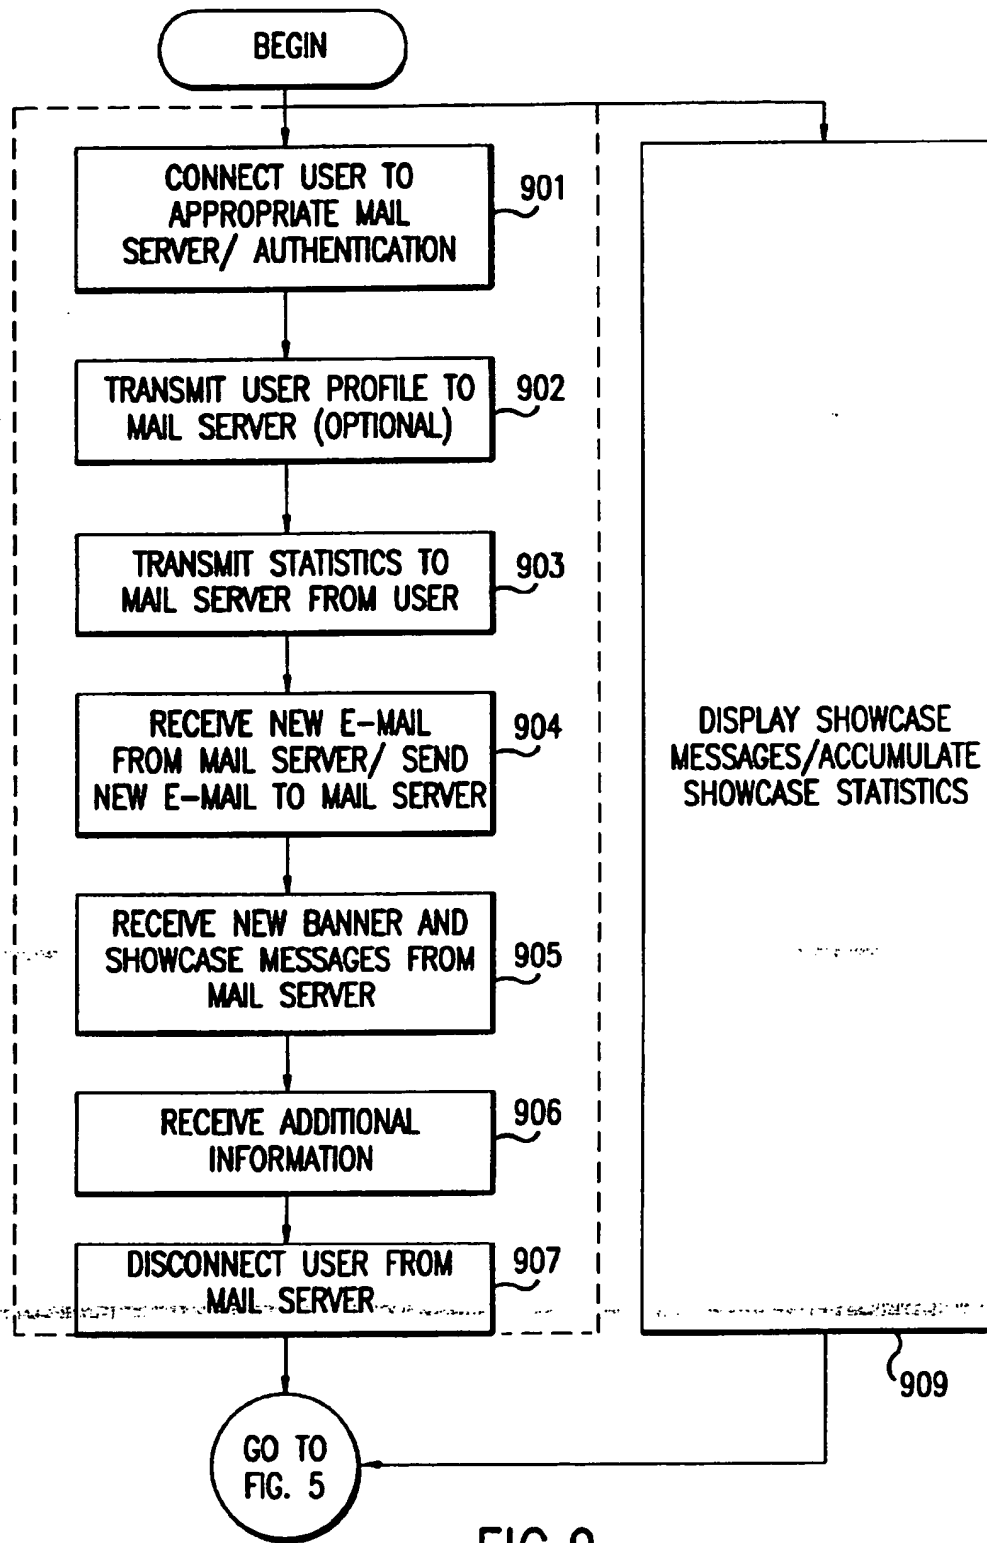 BEGIN
CONNECT USER TO
APPROPRIATE MAIL
SERVER/ AUTHENTICATION
901
TRANSMIT USER PROFILE TO
MAIL SERVER (OPTIONAL)
902
TRANSMIT STATISTICS TO
MAIL SERVER FROM USER
903
RECEIVE NEW E-MAIL
FROM MAIL SERVER/ SEND
NEW E-MAIL TO MAIL SERVER
904
RECEIVE NEW BANNER AND
SHOWCASE MESSAGES FROM
MAIL SERVER
905
RECEIVE ADDITIONAL
INFORMATION
906
DISCONNECT USER FROM
MAIL SERVER
907
DISPLAY SHOWCASE
MESSAGES/ACCUMULATE
SHOWCASE STATISTICS
909
GO TO
FIG. 5
FIG. 9